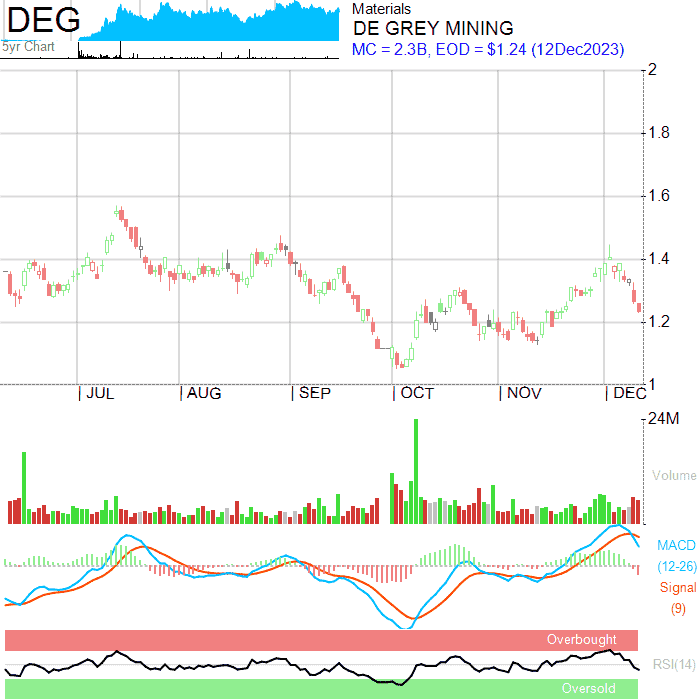 DEG
5yr Chart
Materials
DE GREY MINING
MC = 2.3B, EOD = $1.24 (12Dec2023)
2
1.8
1.6
1.4
1.2
1
JUL AUG SEP OCT NOV DEC
24M
Volume
MACD
(12-26)
Signal
(9)
Overbought
RSI(14)
Oversold